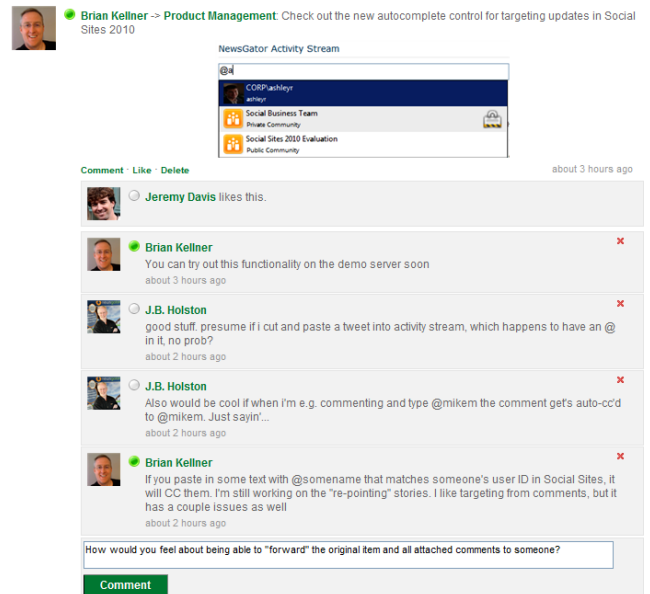 Brian Kellner -> Product Management: Check out the new autocomplete control for targeting updates in Social
Sites 2010
NewsGator Activity Stream
@a
CORP\ashleyr
ashleyr
Social Business Team
Private Community
Social Sites 2010 Evaluation
Public Community
Comment · Like · Delete
about 3 hours ago
Jeremy Davis likes this.
Brian Kellner
You can try out this functionality on the demo server soon
about 3 hours ago
J.B. Holston
good stuff. presume if i cut and paste a tweet into activity stream, which happens to have an @
in it, no prob?
about 2 hours ago
J.B. Holston
Also would be cool if when i'm e.g. commenting and type @mikem the comment get's auto-cc'd
to @mikem. Just sayin'...
about 2 hours ago
Brian Kellner
If you paste in some text with @somename that matches someone's user ID in Social Sites, it
will CC them. I'm still working on the "re-pointing" stories. I like targeting from comments, but it
has a couple issues as well
about 2 hours ago
How would you feel about being able to "forward" the original item and all attached comments to someone?
Comment